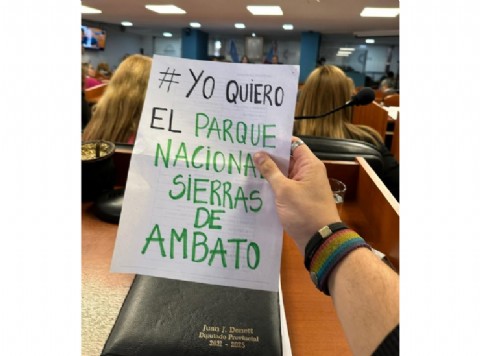 # YO QUIERO
EL PARQUE
NACIONAL
SIERRAS
DE
AMBATO
Juan J. Denett
Diputado Provincial
2021 - 2025